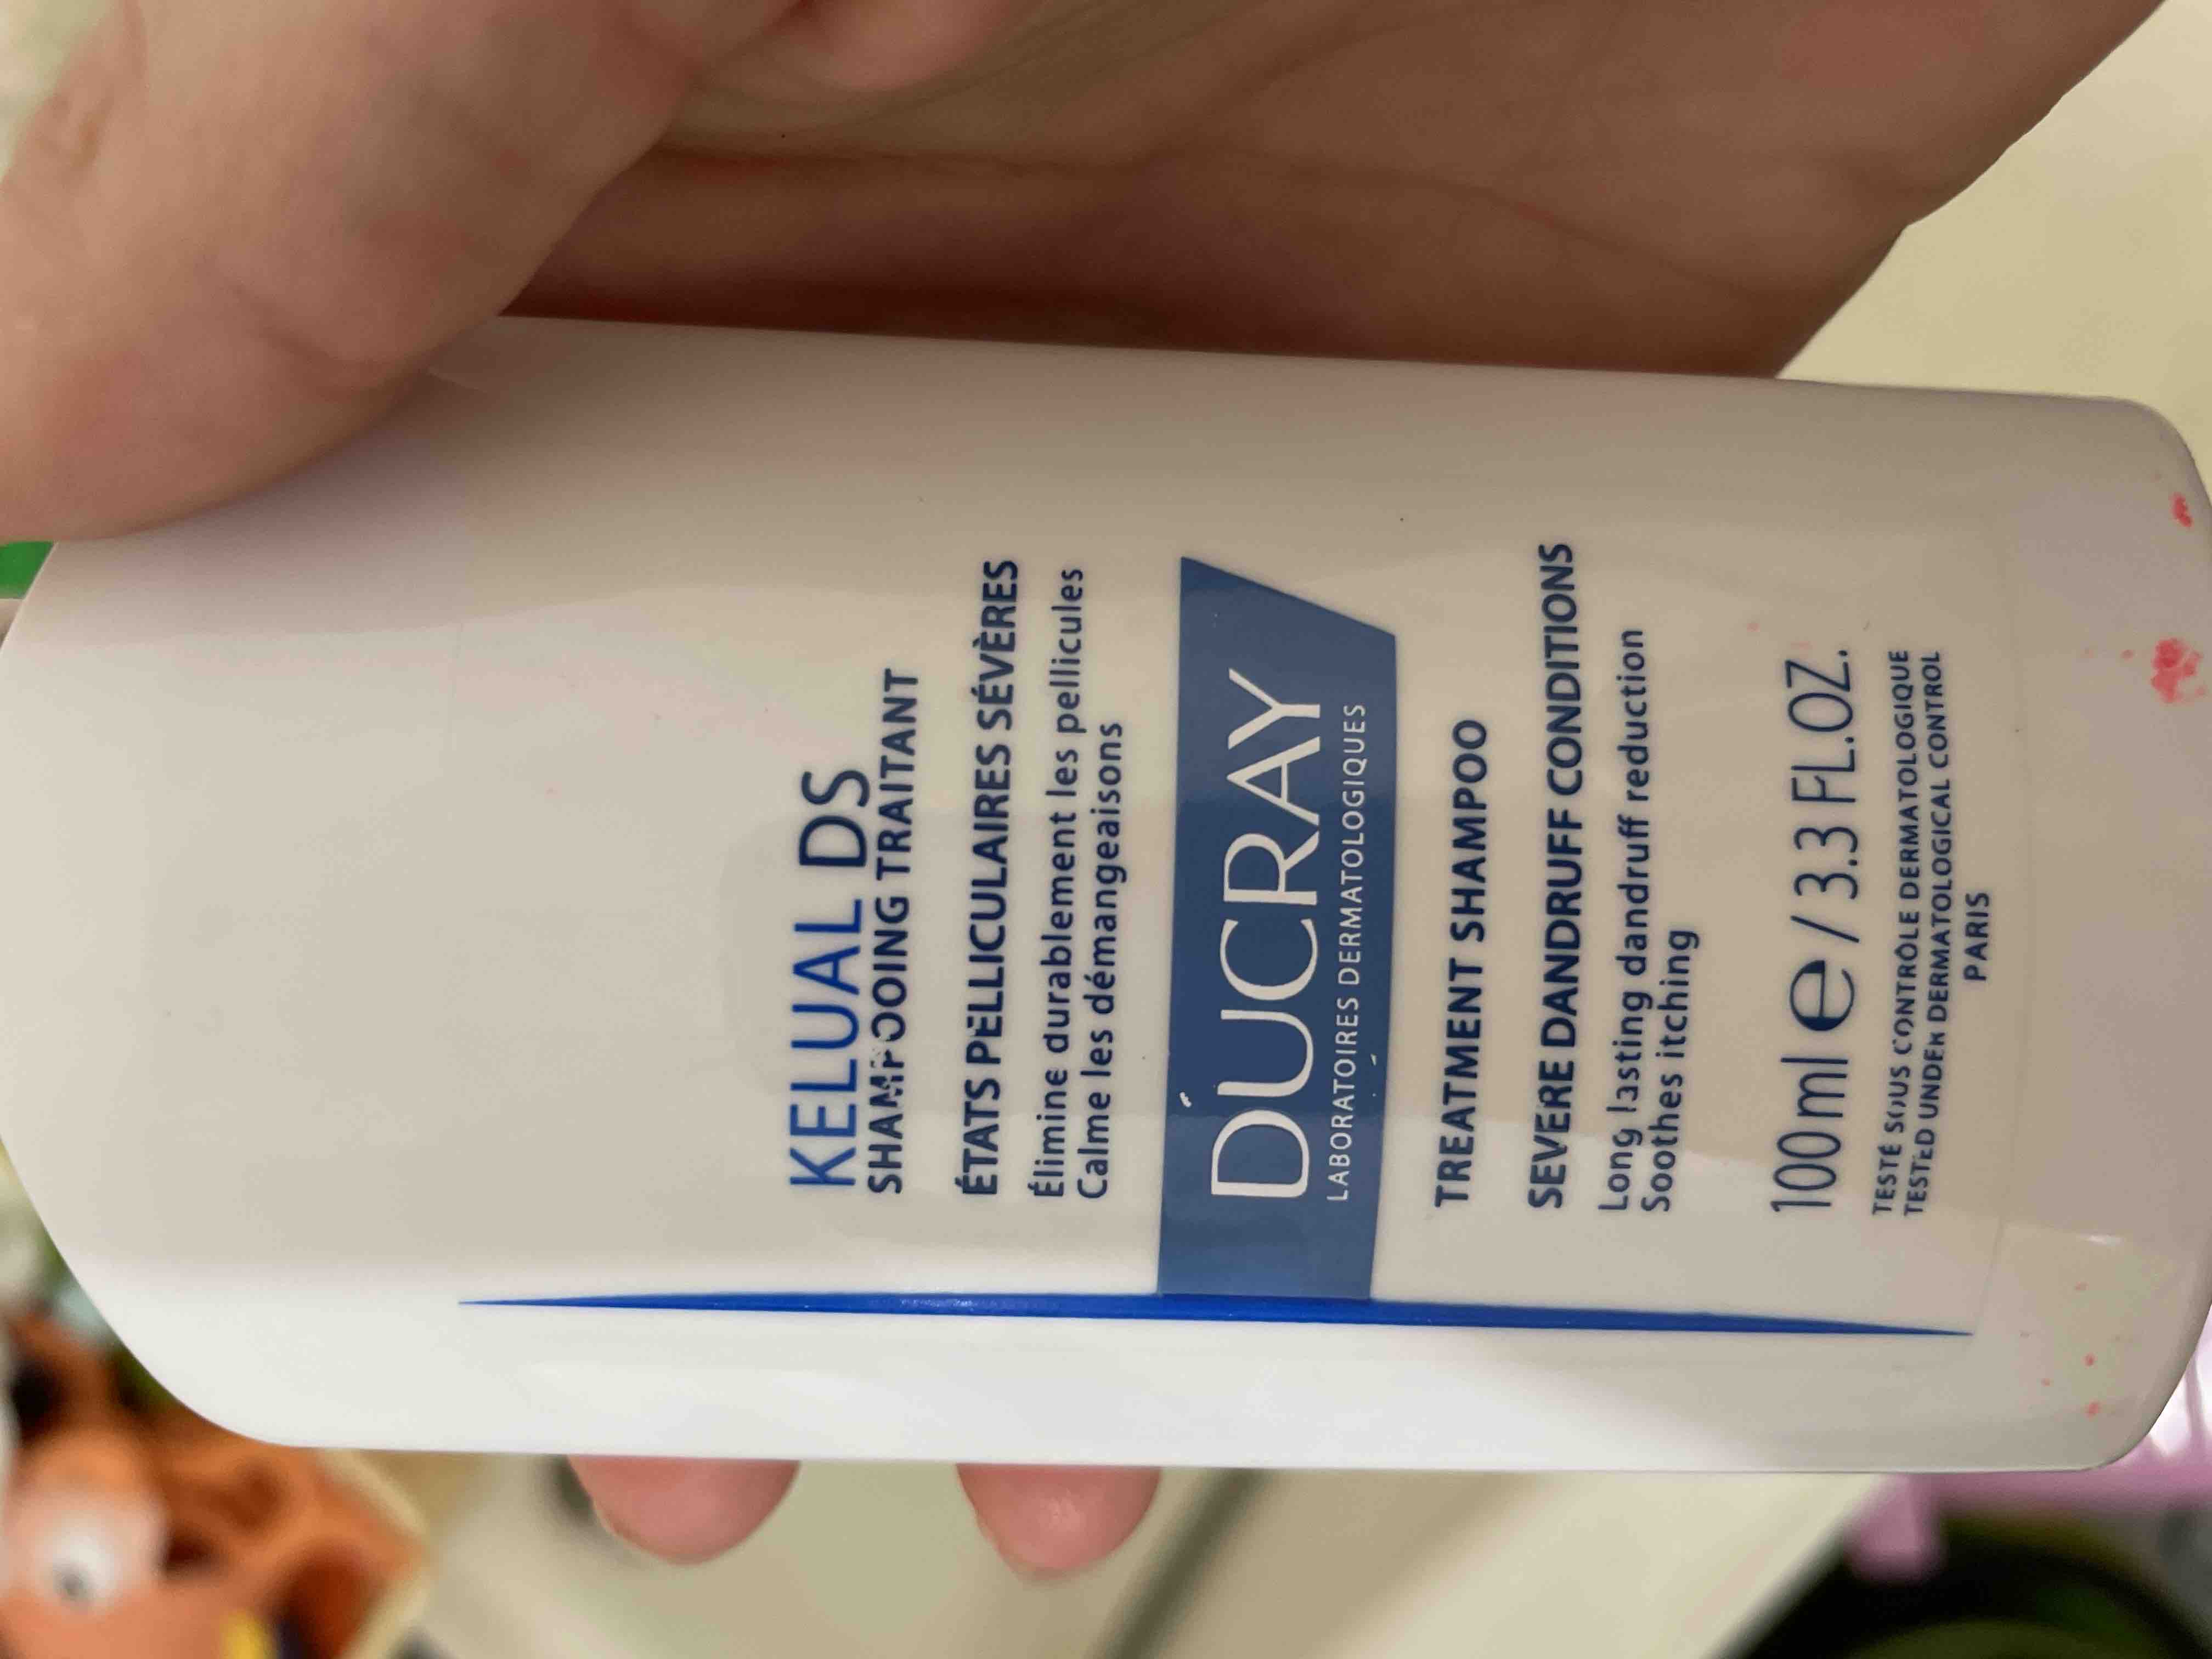 KELUAL DS
SHAMPOOING TRAITANT
ÉTATS PELLICULAIRES SÉVÈRES
Élimine durablement les pellicules
Calme les démangeaisons
DUCRAY
LABORATOIRES DERMATOLOGIQUES
TREATMENT SHAMPOO
SEVERE DANDRUFF CONDITIONS
Long lasting dandruff reduction
Soothes itching
100 ml e / 3.3 FL.OZ.
TESTÉ SOUS CONTRÔLE DERMATOLOGIQUE
TESTED UNDER DERMATOLOGICAL CONTROL
PARIS